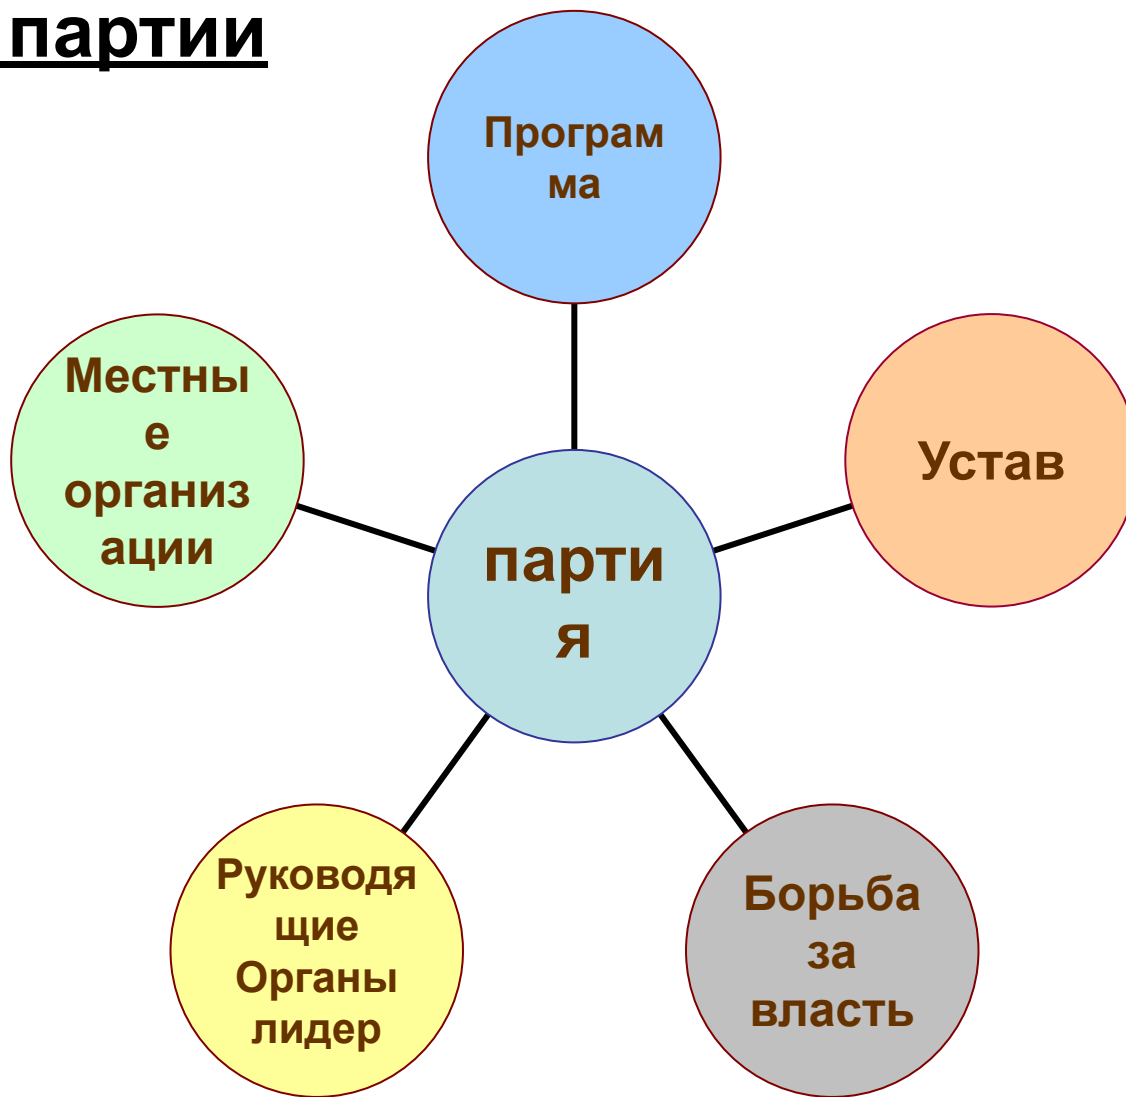 партии
Програм
ма
Местны
е
организ
ации
Устав
парти
я
Руководя
щие
Органы
лидер
Борьба
за
власть